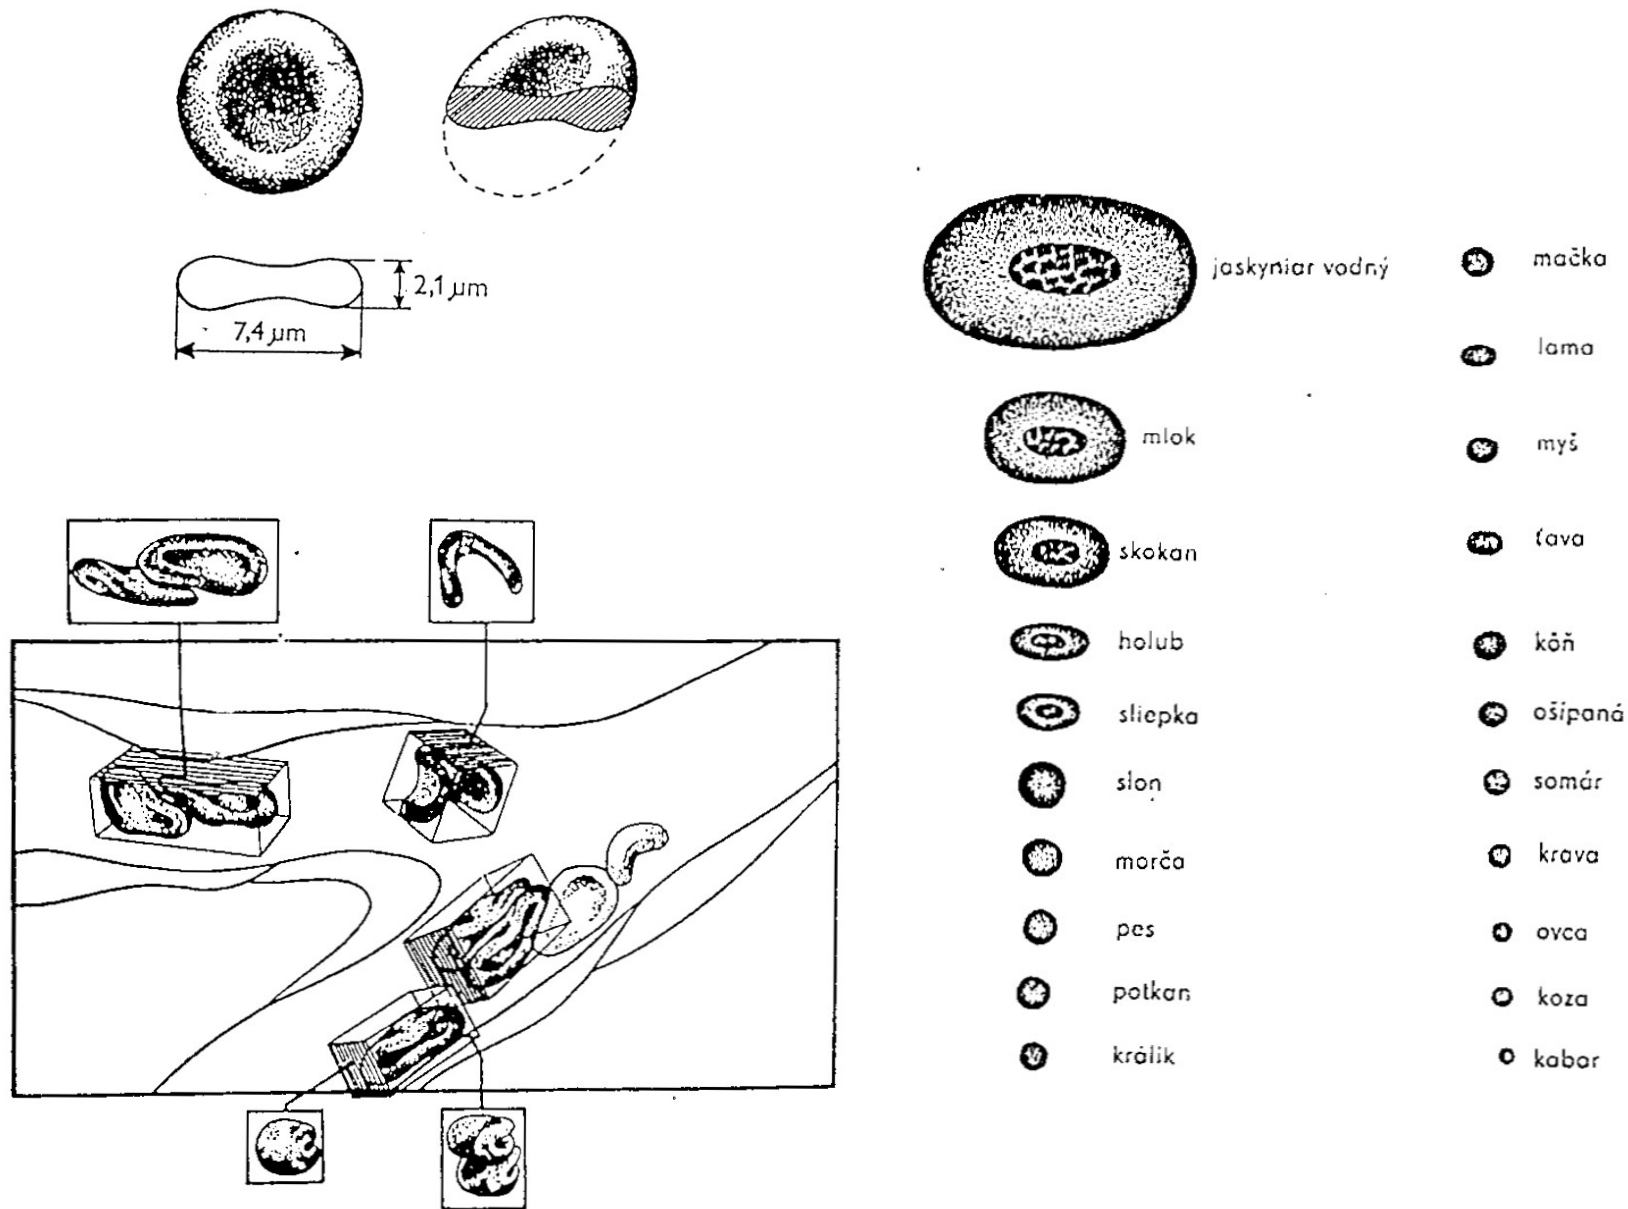 2,1 µm
7,4 µm
jaskyniar vodný
mlok
skokan
holub
sliepka
slon
morča
pes
potkan
králik
mačka
lama
myš
ťava
kôň
ošípaná
somár
krava
ovca
koza
kabar